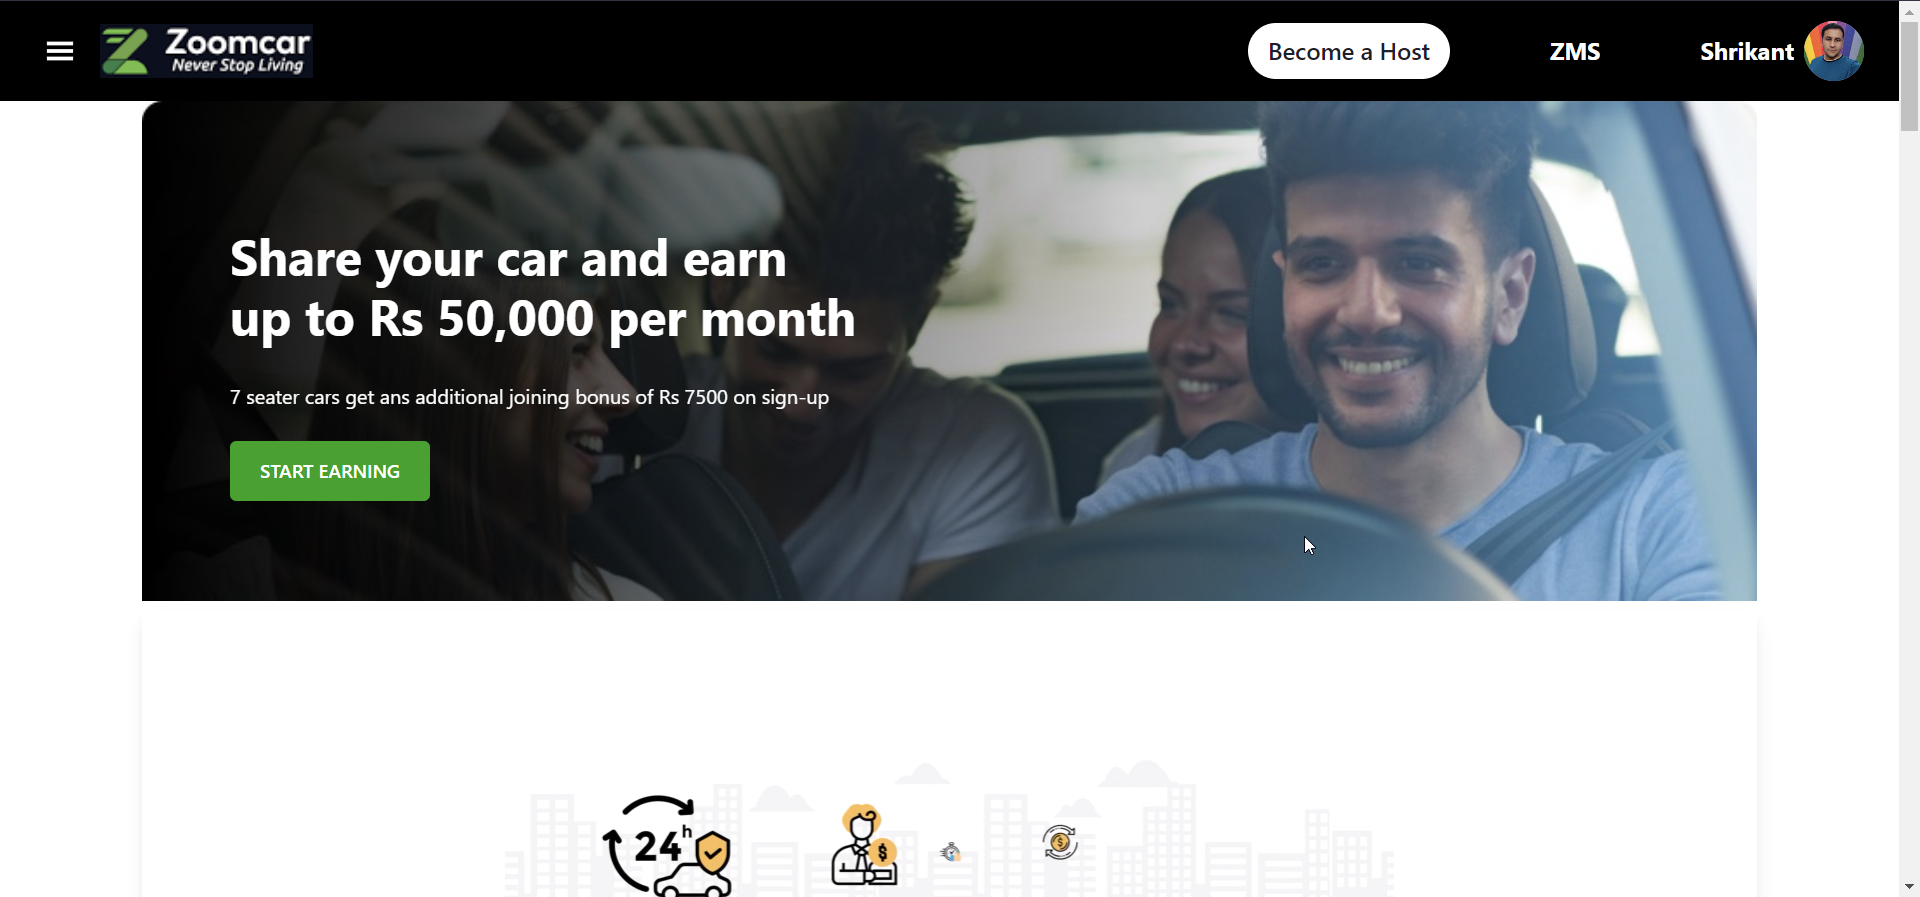 Zoomcar
Never Stop Living
Become a Host
ZMS
Shrikant
Share your car and earn
up to Rs 50,000 per month
7 seater cars get ans additional joining bonus of Rs 7500 on sign-up
START EARNING
24h
$
$